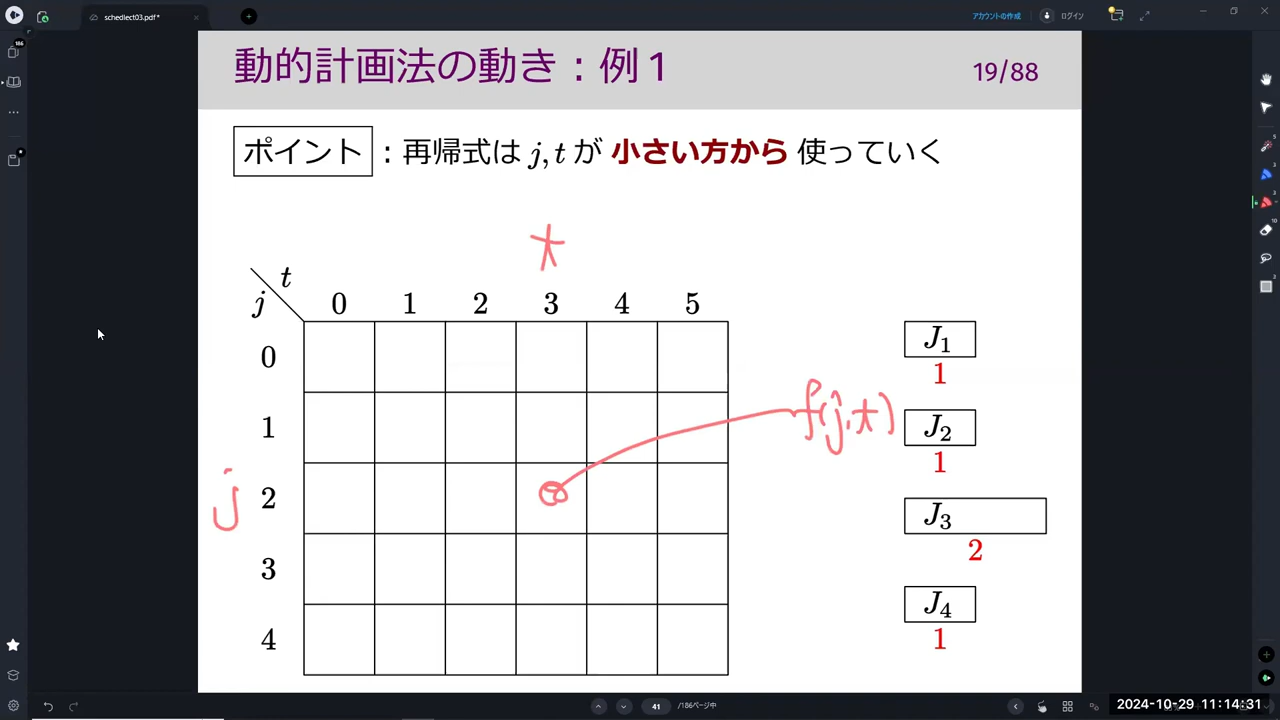 schedlect03.pdf*
アカウントの作成
ログイン
186
動的計画法の動き：例 1
19/88
ポイント ：再帰式は j, t が 小さい方から 使っていく
t
t
j
0 1 2 3 4 5
0
1
j 2
3
4
f(j,t)
J1
1
J2
1
J3
2
J4
1
41 /186ページ中
2024-10-29 11:14:31